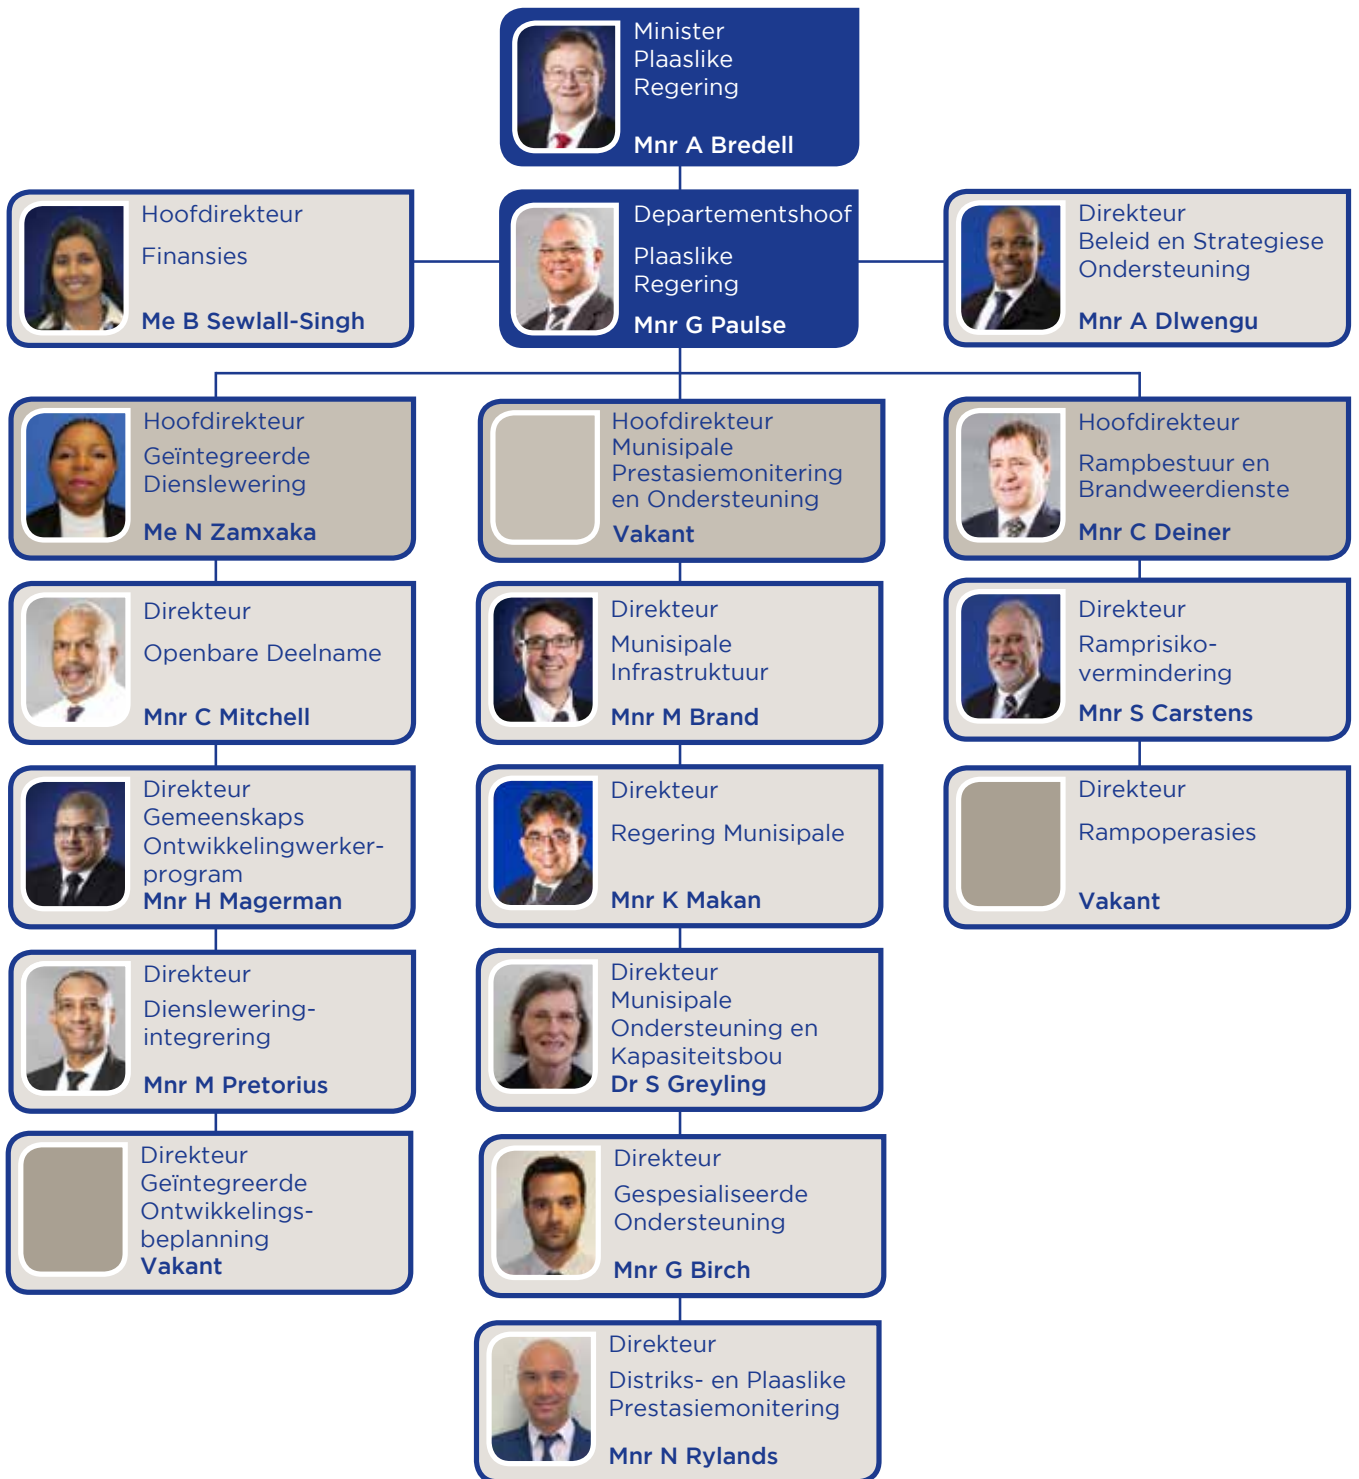 Minister
Plaaslike
Regering
Mnr A Bredell
Hoofdirekteur
Finansies
Me B Sewlall-Singh
Departementshoof
Plaaslike
Regering
Mnr G Paulse
Direkteur
Beleid en Strategiese
Ondersteuning
Mnr A Dlwengu
Hoofdirekteur
Geïntegreerde
Dienslewering
Me N Zamxaka
Hoofdirekteur
Munisipale
Prestasiemonitering
en Ondersteuning
Vakant
Hoofdirekteur
Rampbestuur en
Brandweerdienste
Mnr C Deiner
Direkteur
Openbare Deelname
Mnr C Mitchell
Direkteur
Munisipale
Infrastruktuur
Mnr M Brand
Direkteur
Ramprisiko-
vermindering
Mnr S Carstens
Direkteur
Gemeenskaps
Ontwikkelingwerker-
program
Mnr H Magerman
Direkteur
Regering Munisipale
Mnr K Makan
Direkteur
Rampoperasies
Vakant
Direkteur
Dienslewering-
integrering
Mnr M Pretorius
Direkteur
Munisipale
Ondersteuning en
Kapasiteitsbou
Dr S Greyling
Direkteur
Geïntegreerde
Ontwikkelings-
beplanning
Vakant
Direkteur
Gespesialiseerde
Ondersteuning
Mnr G Birch
Direkteur
Distriks- en Plaaslike
Prestasiemonitering
Mnr N Rylands